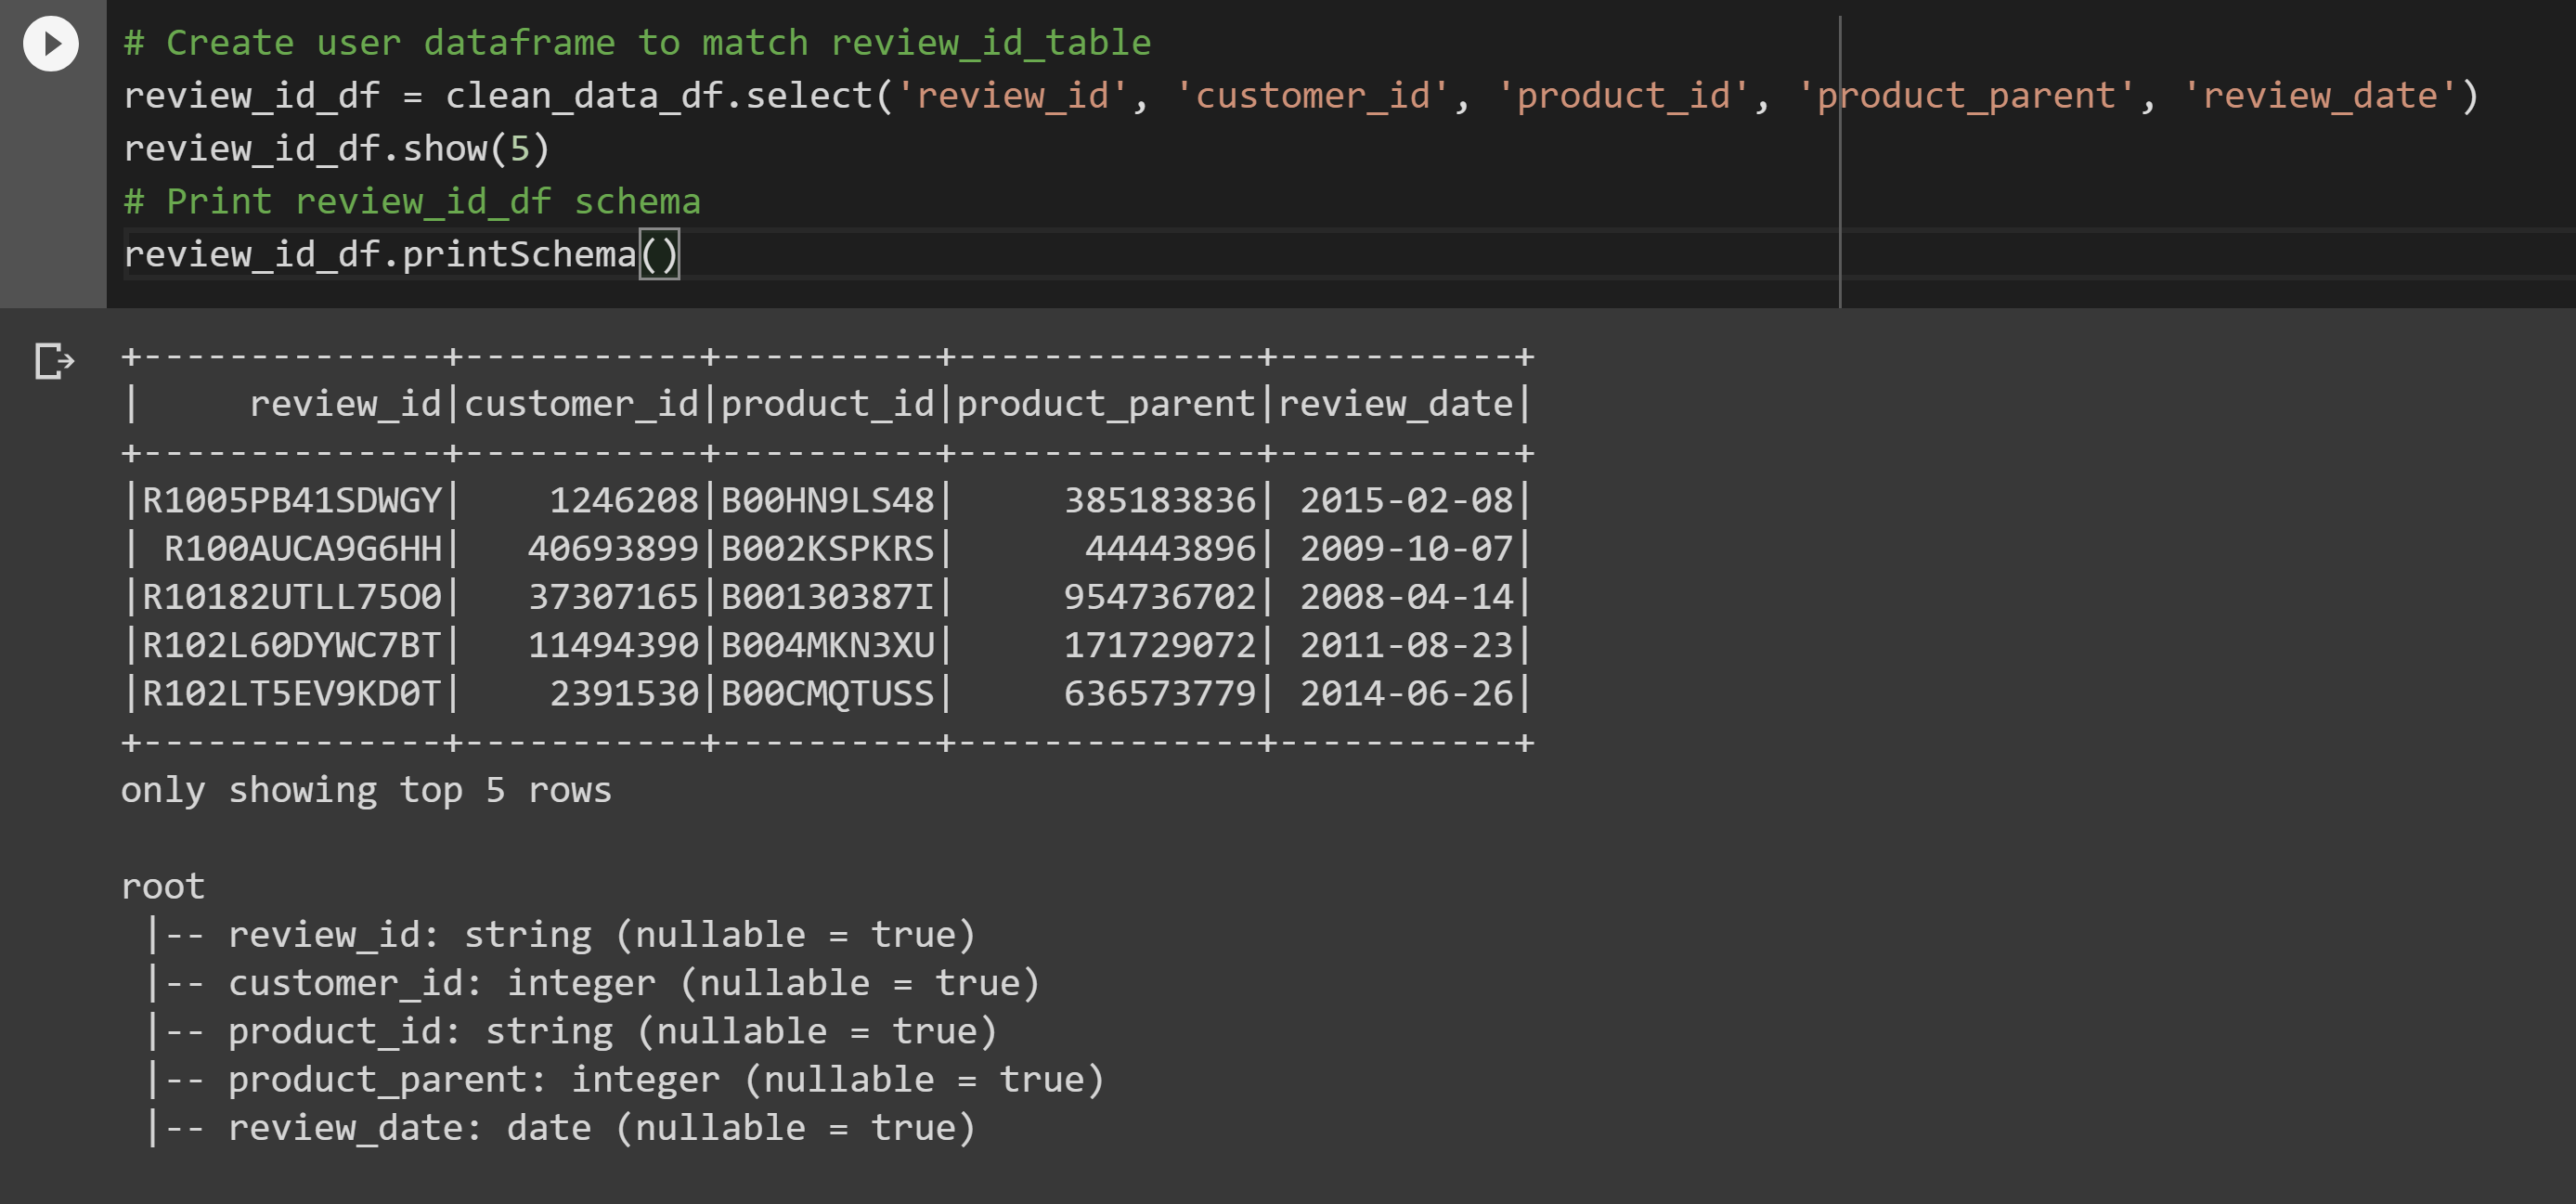 # Create user dataframe to match review_id_table
review_id_df = clean_data_df.select('review_id', 'customer_id', 'product_id', 'product_parent', 'review_date')
review_id_df.show(5)
# Print review_id_df schema
review_id_df.printSchema()
+--------------+-----------+----------+--------------+-----------+
|     review_id|customer_id|product_id|product_parent|review_date|
+--------------+-----------+----------+--------------+-----------+
|R1005PB41SDWGY|    1246208|B00HN9LS48|     385183836| 2015-02-08|
| R100AUCA9G6HH|   40693899|B002KSPKRS|      44443896| 2009-10-07|
|R10182UTLL75O0|   37307165|B00130387I|     954736702| 2008-04-14|
|R102L60DYWC7BT|   11494390|B004MKN3XU|     171729072| 2011-08-23|
|R102LT5EV9KD0T|    2391530|B00CMQTUSS|     636573779| 2014-06-26|
+--------------+-----------+----------+--------------+-----------+
only showing top 5 rows
root
 |-- review_id: string (nullable = true)
 |-- customer_id: integer (nullable = true)
 |-- product_id: string (nullable = true)
 |-- product_parent: integer (nullable = true)
 |-- review_date: date (nullable = true)